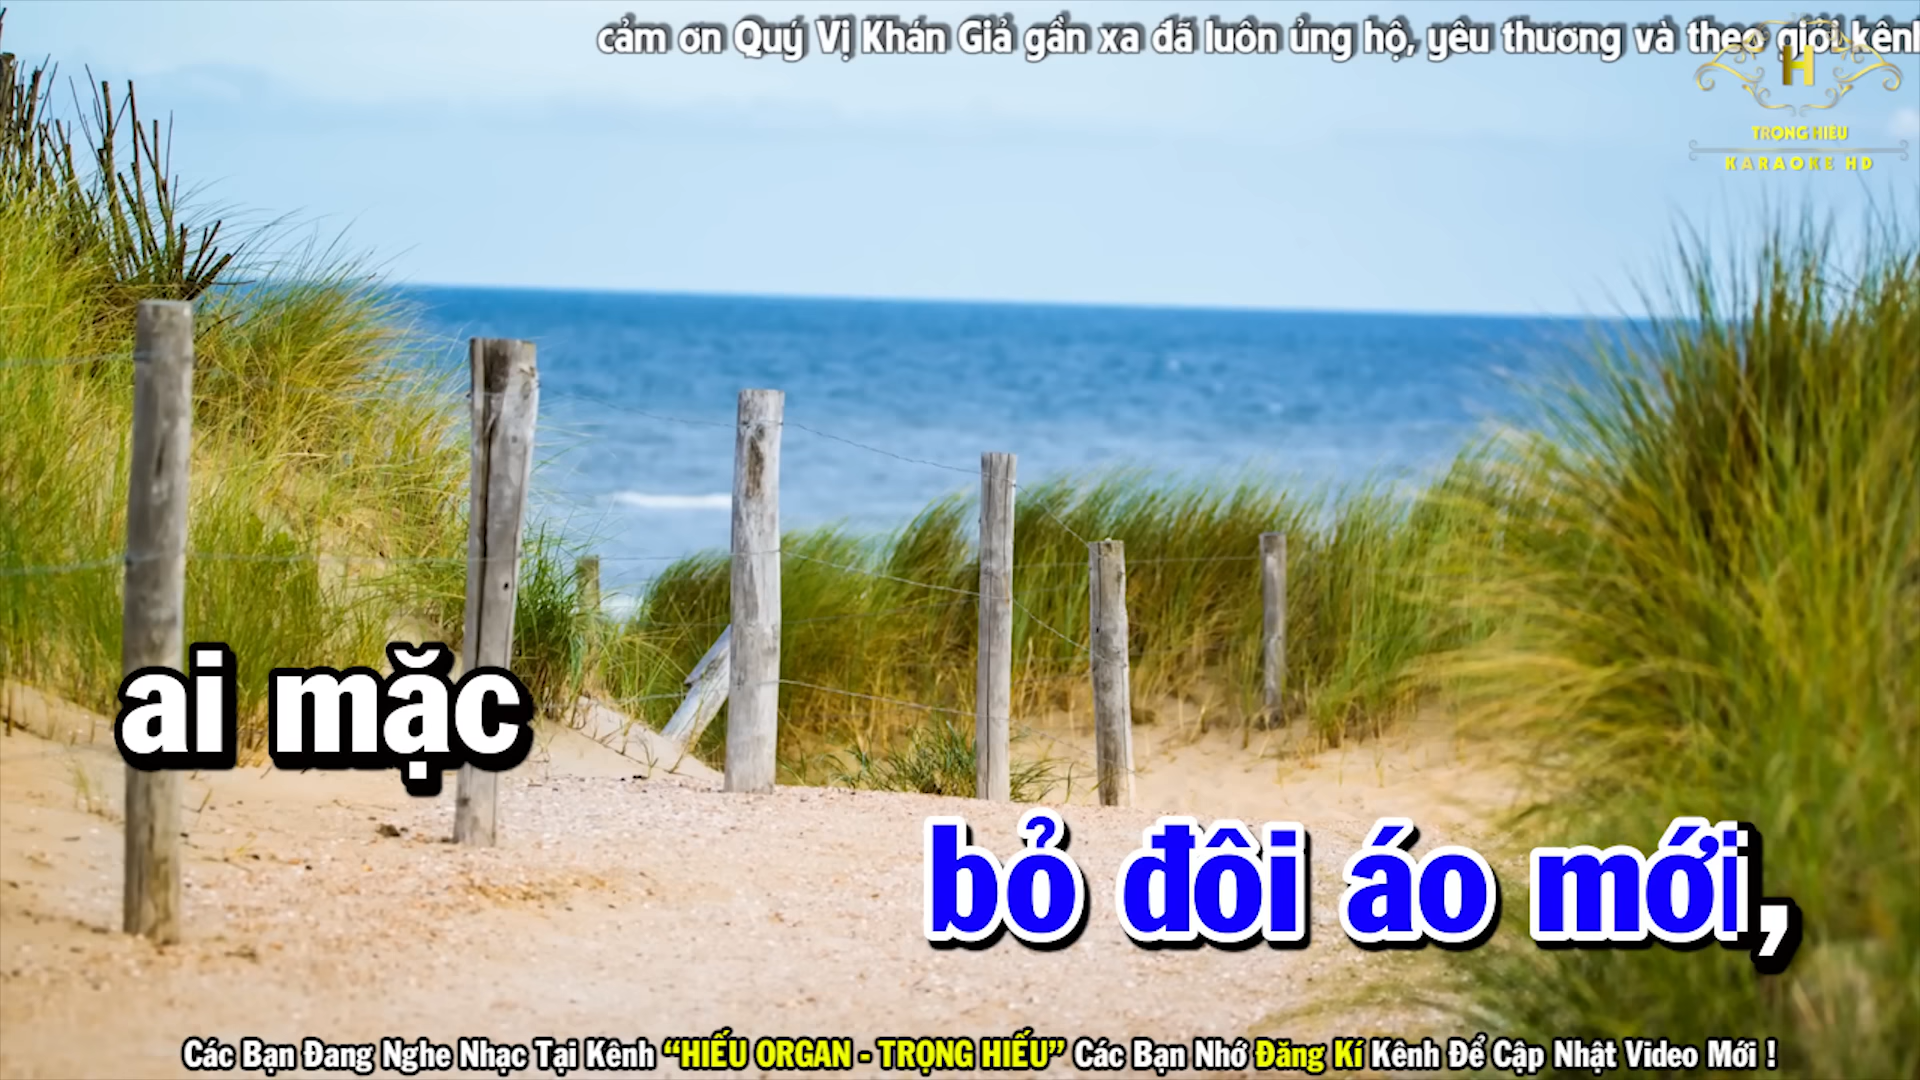 cảm ơn Quý Vị Khán Giả gần xa đã luôn ủng hộ, yêu thương và theo giõi kênh
H
TRỌNG HIẾU
KARAOKE HD
ai mặc
bỏ đôi áo mới,
Các Bạn Đang Nghe Nhạc Tại Kênh “HIẾU ORGAN - TRỌNG HIẾU” Các Bạn Nhớ Đăng Kí Kênh Để Cập Nhật Video Mới !